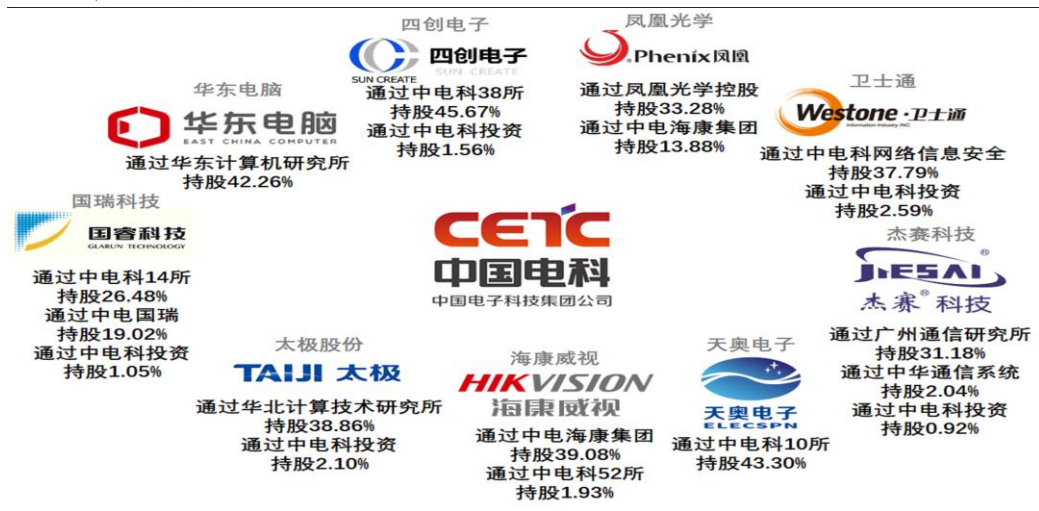 四创电子
SUN CREATE
四创电子
SUN CREATE
通过中电科38所
持股45.67%
通过中电科投资
持股1.56%
凤凰光学
Phenix凤凰
通过凤凰光学控股
持股33.28%
通过中电海康集团
持股13.88%
华东电脑
华东电脑
EAST CHINA COMPUTER
通过华东计算机研究所
持股42.26%
卫士通
Westone·卫士通
Information Industry INC.
通过中电科网络信息安全
持股37.79%
通过中电科投资
持股2.59%
国瑞科技
国睿科技
GLARUN TECHNOLOGY
通过中电科14所
持股26.48%
通过中电国瑞
持股19.02%
通过中电科投资
持股1.05%
CETC
中国电科
中国电子科技集团公司
杰赛科技
JIESAI®
杰赛®科技
通过广州通信研究所
持股31.18%
通过中华通信系统
持股2.04%
通过中电科投资
持股0.92%
太极股份
TAIJI 太极
通过华北计算技术研究所
持股38.86%
通过中电科投资
持股2.10%
海康威视
HIKVISION
海康威视
通过中电海康集团
持股39.08%
通过中电科52所
持股1.93%
天奥电子
天奥电子
ELECSPN
通过中电科10所
持股43.30%